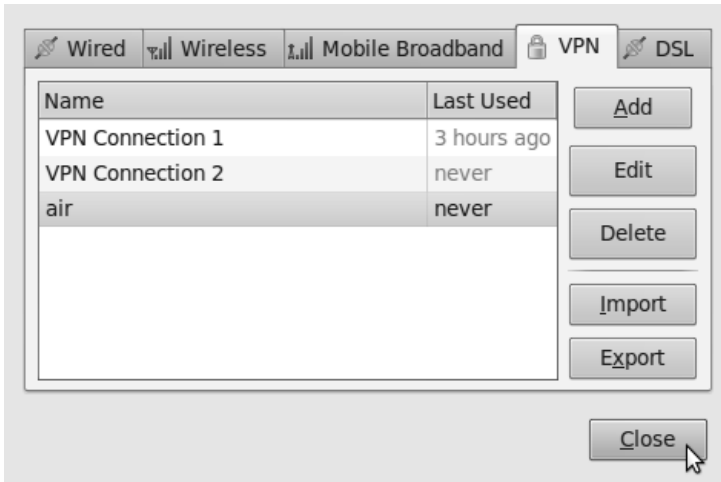 Wired Wireless Mobile Broadband VPN DSL
Name Last Used
VPN Connection 1 3 hours ago
VPN Connection 2 never
air never
Add
Edit
Delete
Import
Export
Close